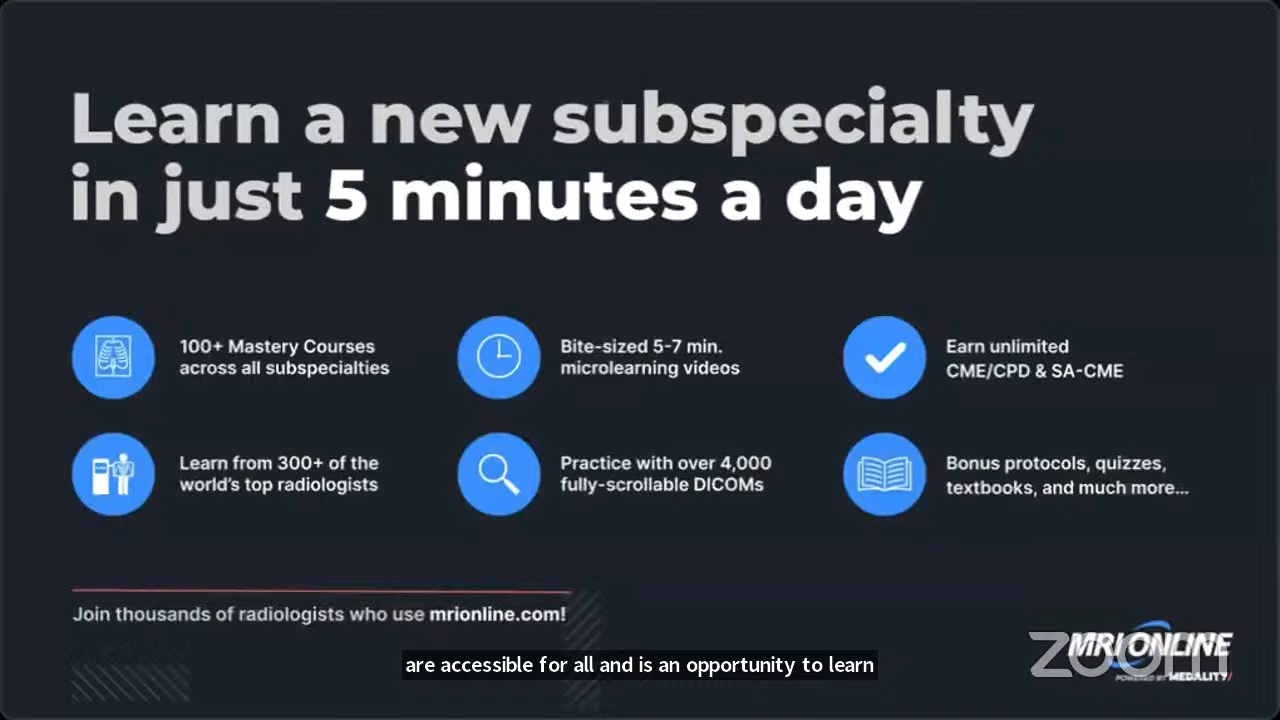 Learn a new subspecialty
in just 5 minutes a day
100+ Mastery Courses
across all subspecialties
Bite-sized 5-7 min.
microlearning videos
Earn unlimited
CME/CPD & SA-CME
Learn from 300+ of the
world's top radiologists
Practice with over 4,000
fully-scrollable DICOMs
Bonus protocols, quizzes,
textbooks, and much more...
Join thousands of radiologists who use mrionline.com!
MRI ONLINE
POWERED BY MEDALITY
zoom
are accessible for all and is an opportunity to learn